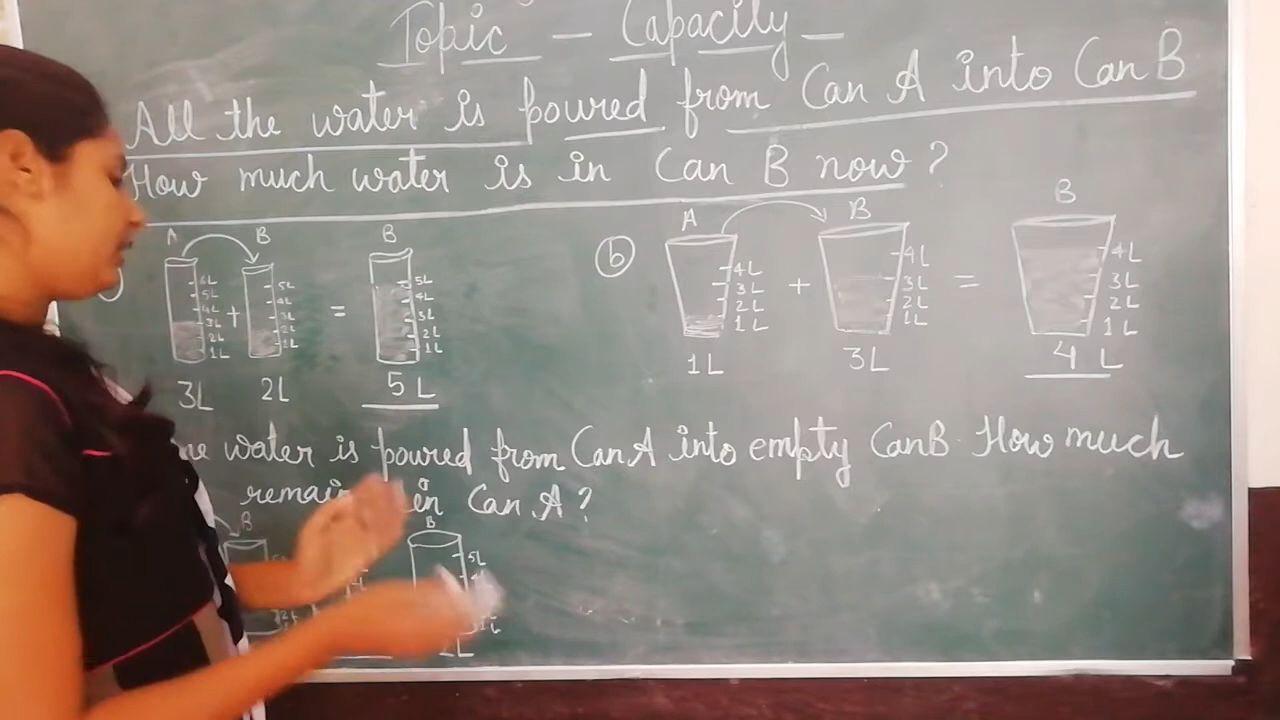 Topic - Capacity -
All the water is poured from Can A into Can B
How much water is in Can B now?
A B B
6L 5L 4L 3L 2L 1L
5L 4L 3L 2L 1L
5L 4L 3L 2L 1L
+ =
3L 2L 5L
b A B B
4L 3L 2L 1L
4L 3L 2L 1L
4L 3L 2L 1L
+ =
1L 3L 4 L
water is poured from Can A into empty Can B. How much
in Can A?
B B
5L